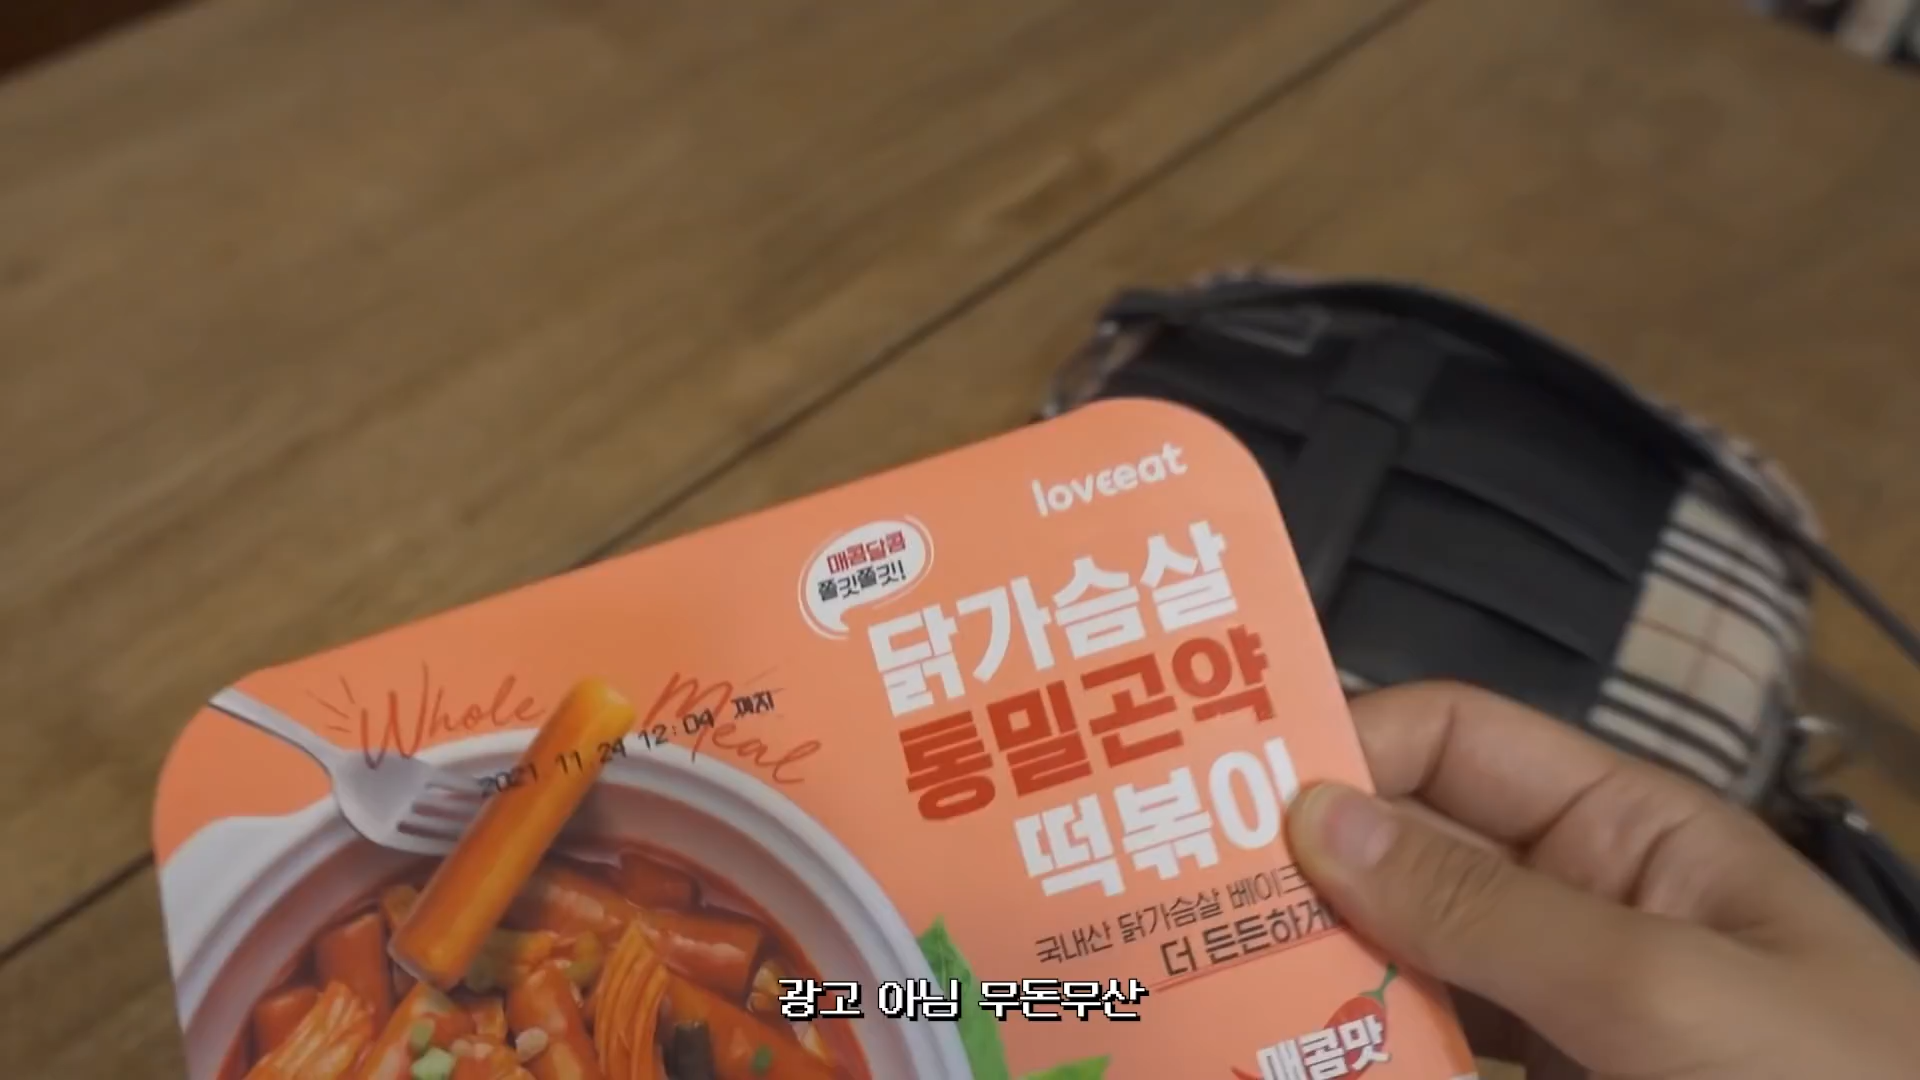 loveeat
매콤달콤
쫄깃쫄깃!
닭가슴살
통밀곤약
떡볶이
Whole Meal
2021 11.24 12:04 까지
국내산 닭가슴살 베이크
더 든든하게
매콤맛
광고 아님 무돈무산